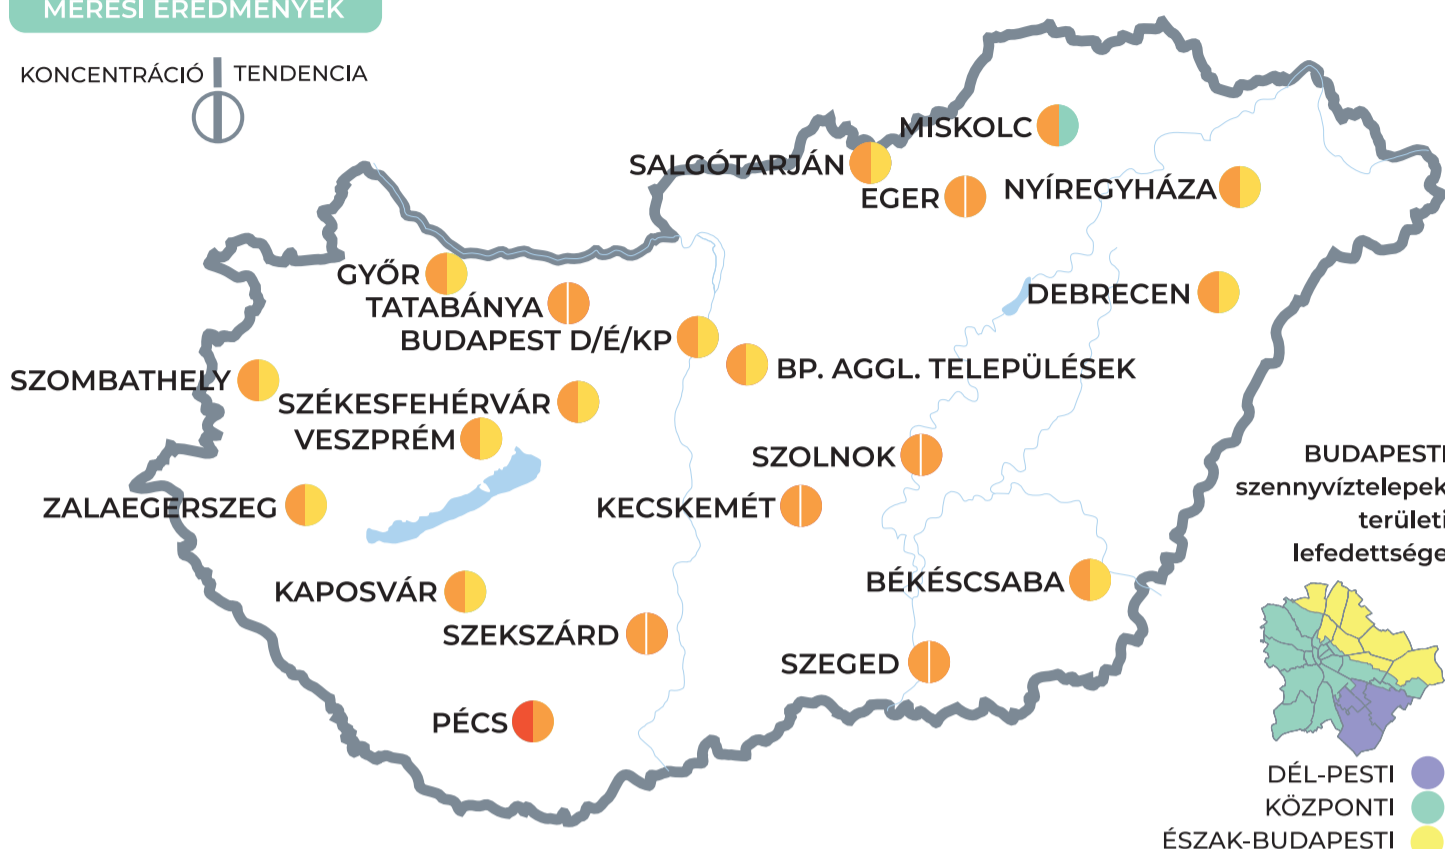 MÉRÉSI EREDMÉNYEK
KONCENTRÁCIÓ TENDENCIA
MISKOLC
SALGÓTARJÁN
EGER
NYÍREGYHÁZA
GYŐR
TATABÁNYA
DEBRECEN
BUDAPEST D/É/KP
BP. AGGL. TELEPÜLÉSEK
SZOMBATHELY
SZÉKESFEHÉRVÁR
VESZPRÉM
SZOLNOK
ZALAEGERSZEG
KECSKEMÉT
BUDAPESTI
szennyvíztelepek
területi
lefedettsége
KAPOSVÁR
BÉKÉSCSABA
SZEKSZÁRD
SZEGED
PÉCS
DÉL-PESTI
KÖZPONTI
ÉSZAK-BUDAPESTI